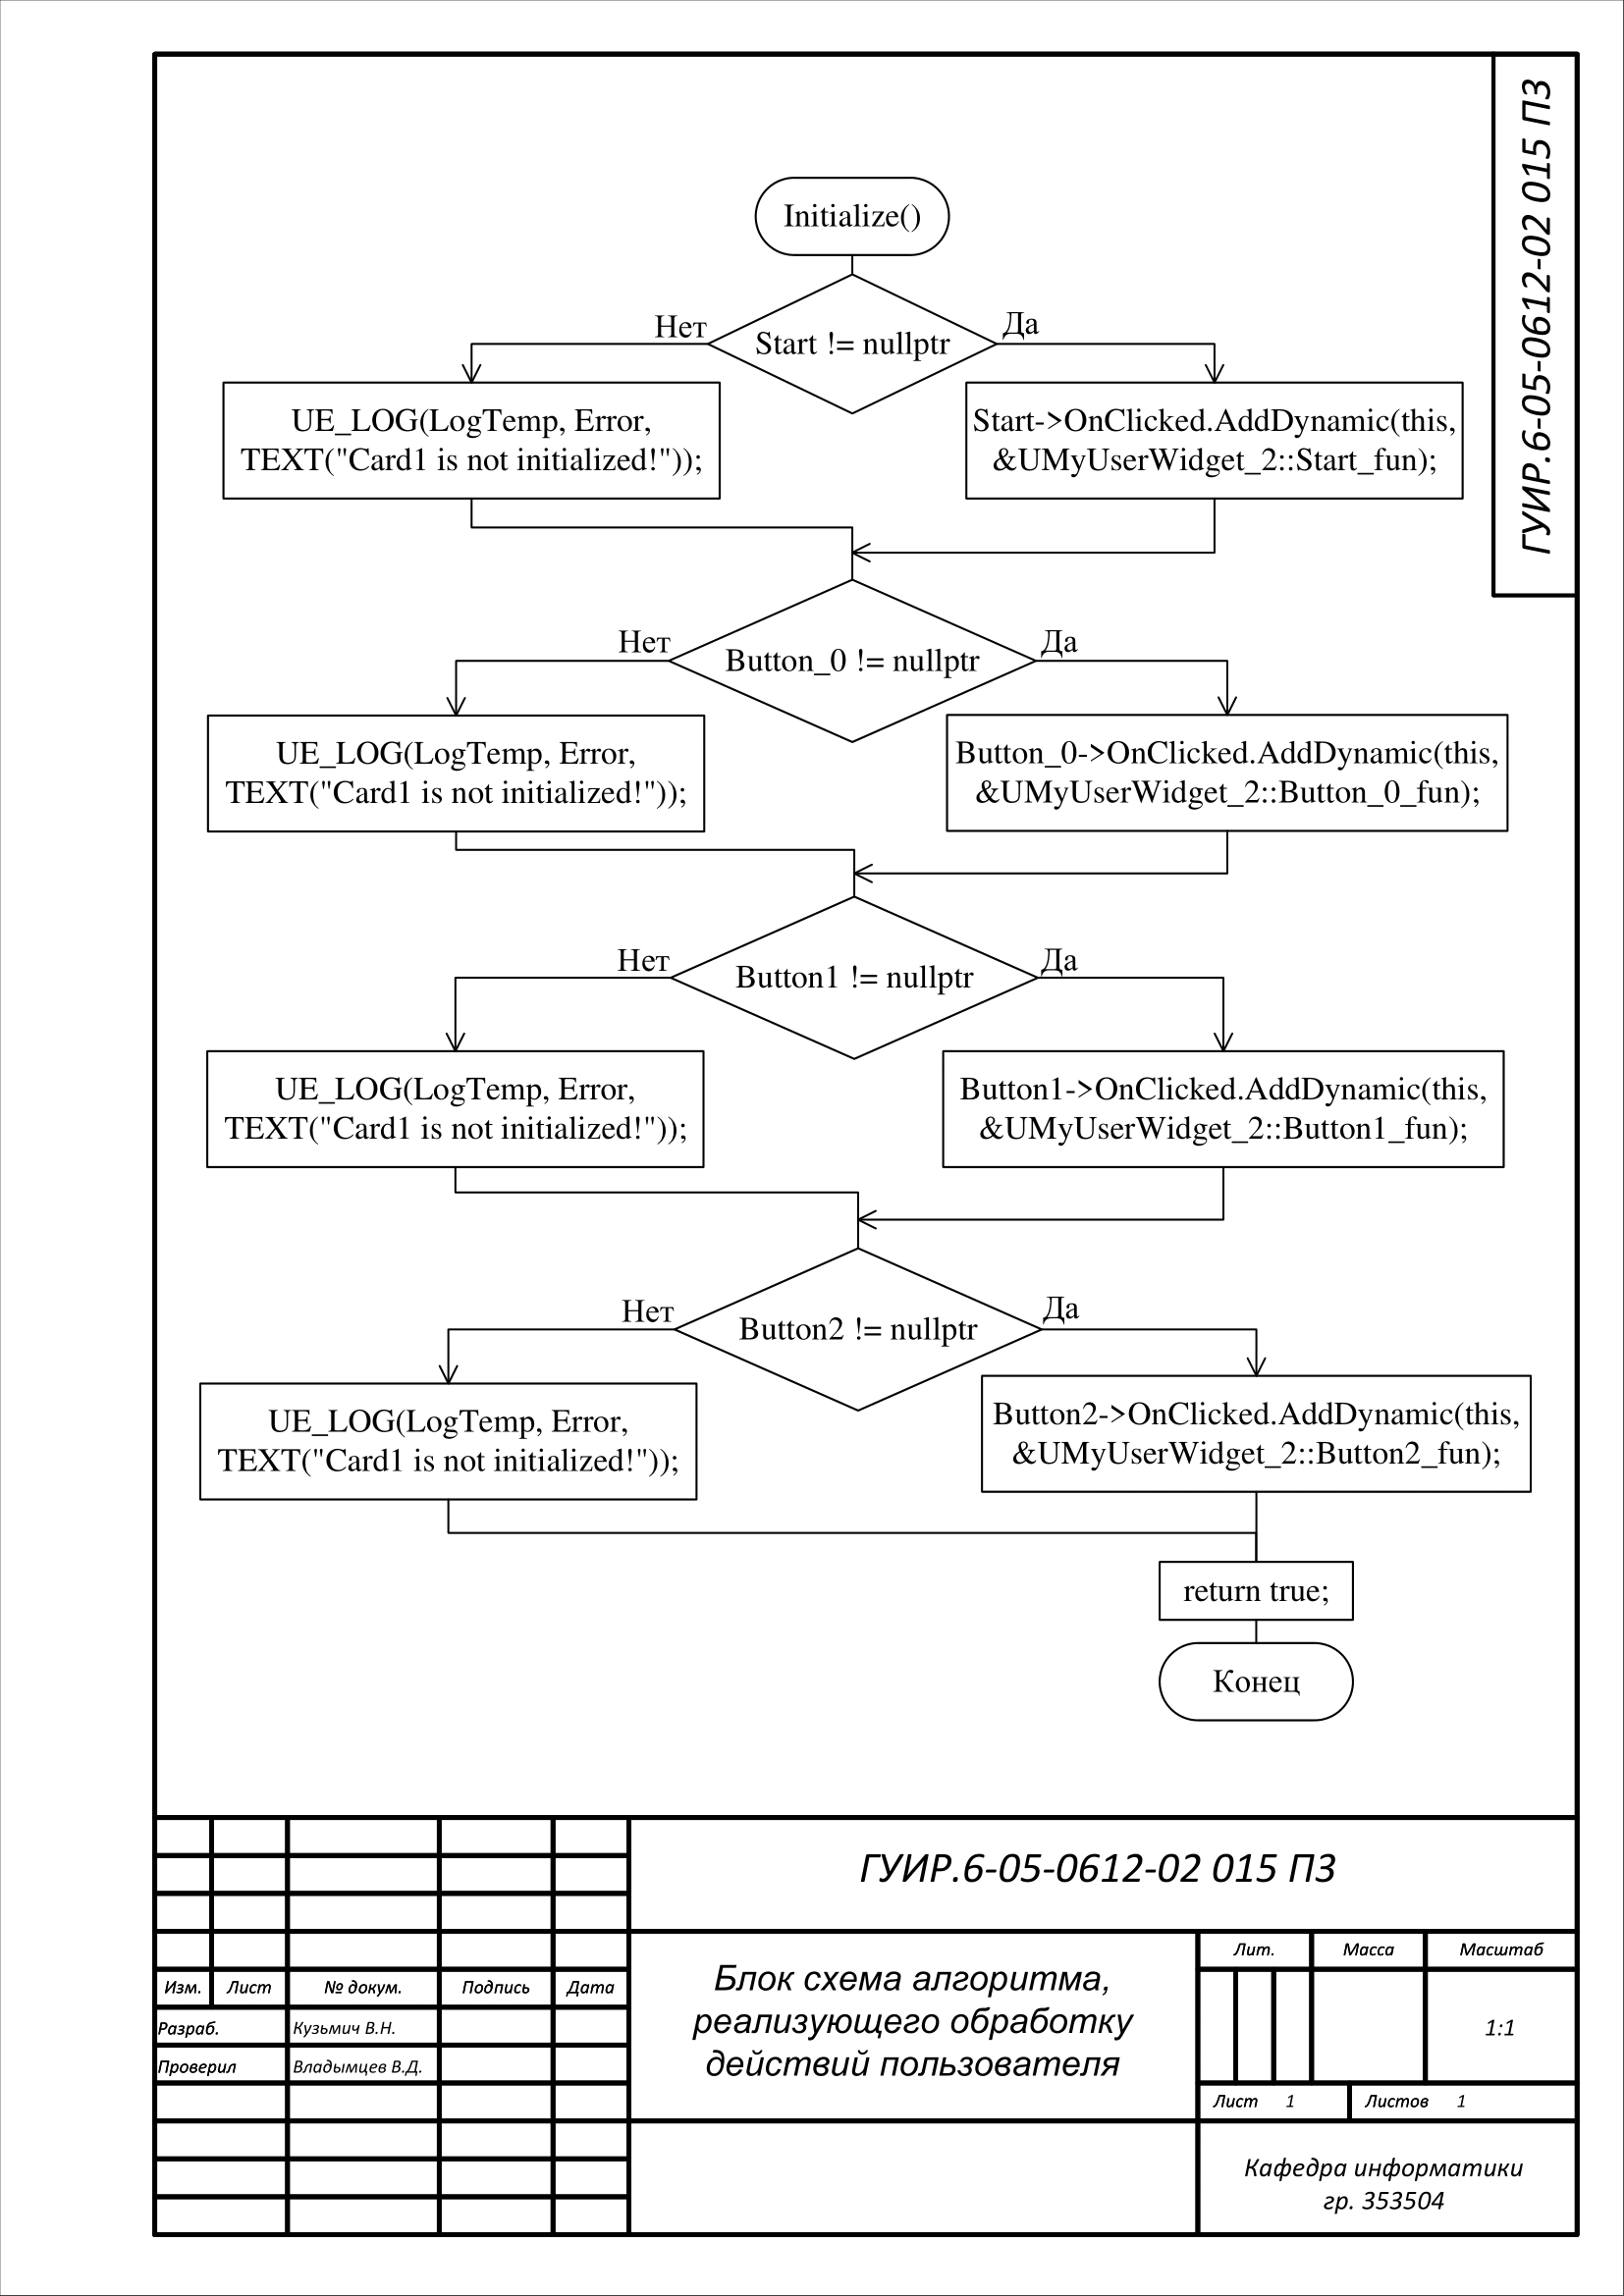 ГУИР.6-05-0612-02 015 ПЗ
Initialize()
Нет
Да
Start != nullptr
UE_LOG(LogTemp, Error,
TEXT("Card1 is not initialized!"));
Start->OnClicked.AddDynamic(this,
&UMyUserWidget_2::Start_fun);
Нет
Да
Button_0 != nullptr
UE_LOG(LogTemp, Error,
TEXT("Card1 is not initialized!"));
Button_0->OnClicked.AddDynamic(this,
&UMyUserWidget_2::Button_0_fun);
Нет
Да
Button1 != nullptr
UE_LOG(LogTemp, Error,
TEXT("Card1 is not initialized!"));
Button1->OnClicked.AddDynamic(this,
&UMyUserWidget_2::Button1_fun);
Нет
Да
Button2 != nullptr
UE_LOG(LogTemp, Error,
TEXT("Card1 is not initialized!"));
Button2->OnClicked.AddDynamic(this,
&UMyUserWidget_2::Button2_fun);
return true;
Конец
ГУИР.6-05-0612-02 015 ПЗ
Изм.
Лист
№ докум.
Подпись
Дата
Разраб.
Кузьмич В.Н.
Проверил
Владымцев В.Д.
Блок схема алгоритма,
реализующего обработку
действий пользователя
Лит.
Масса
Масштаб
1:1
Лист 1
Листов 1
Кафедра информатики
гр. 353504